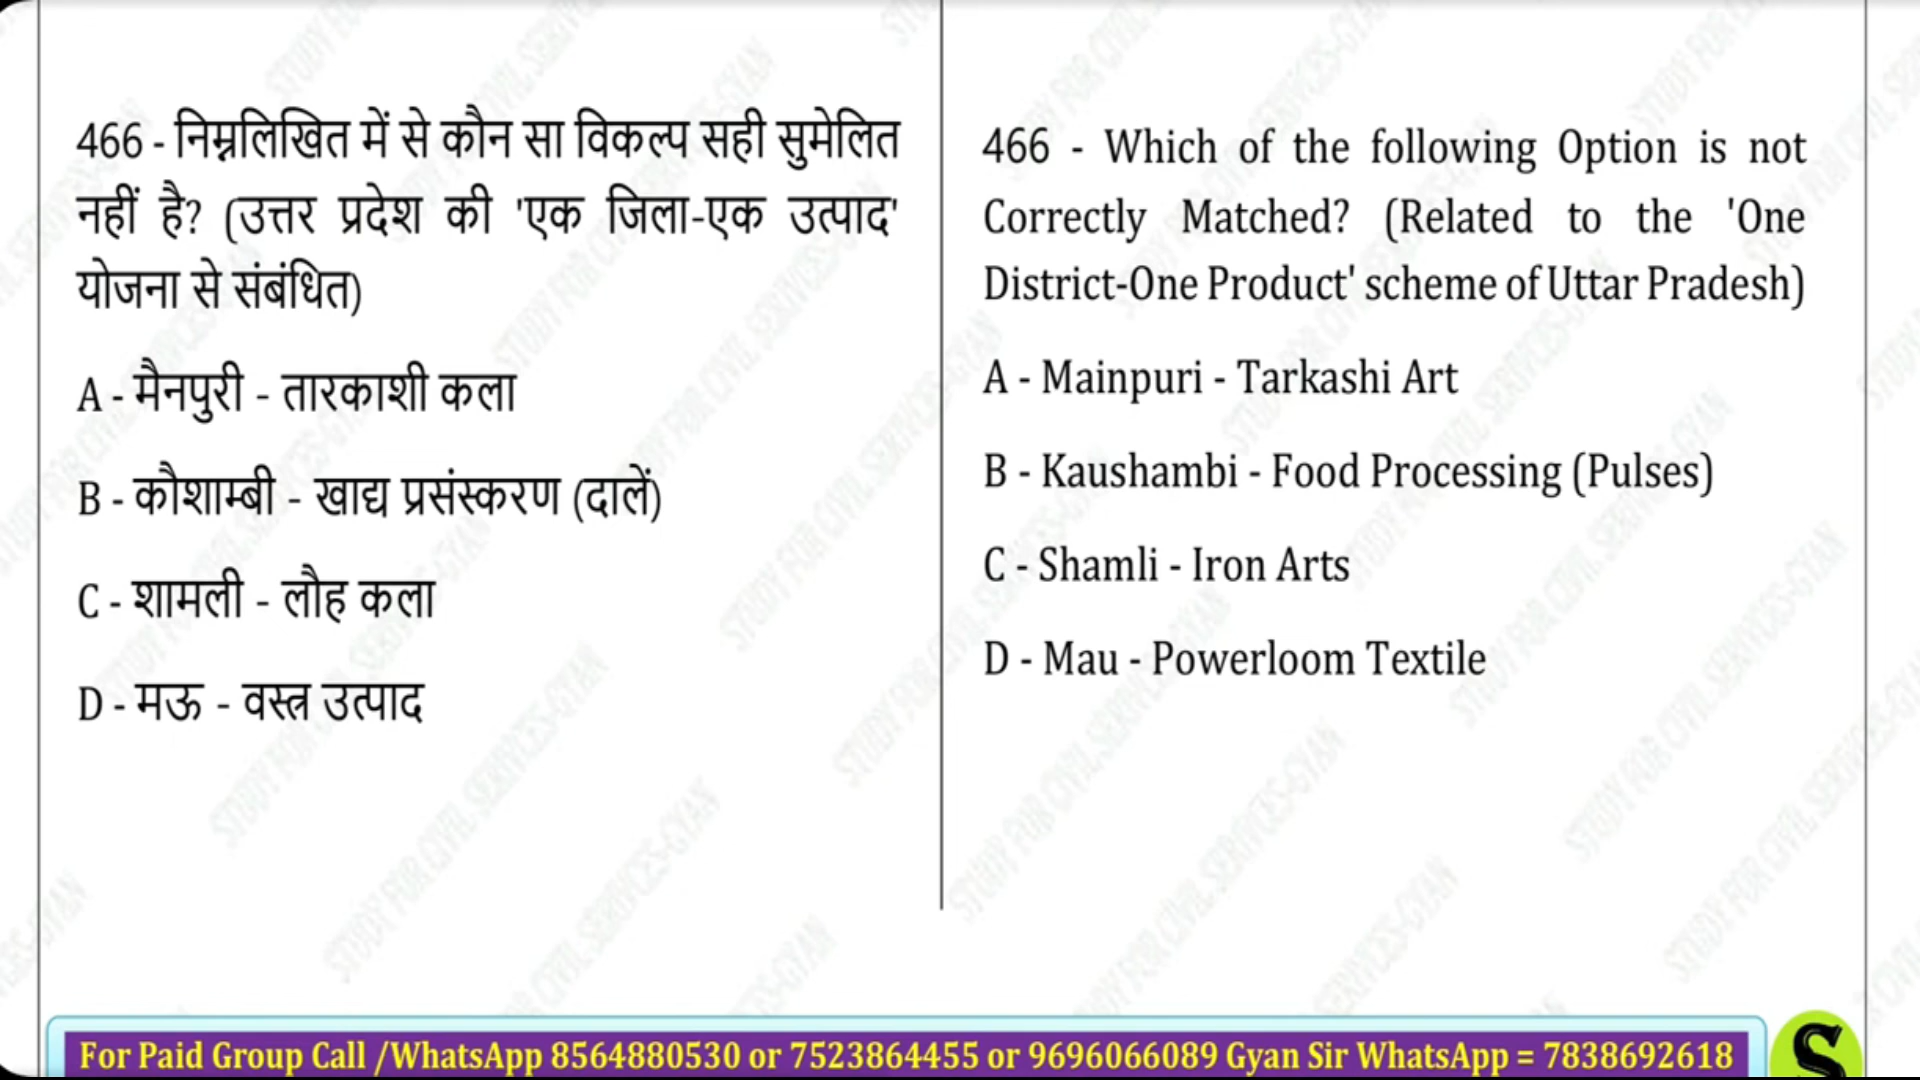 466 - निम्नलिखित में से कौन सा विकल्प सही सुमेलित
नहीं है? (उत्तर प्रदेश की 'एक जिला-एक उत्पाद'
योजना से संबंधित)
A - मैनपुरी - तारकाशी कला
B - कौशाम्बी - खाद्य प्रसंस्करण (दालें)
C - शामली - लौह कला
D - मऊ - वस्त्र उत्पाद
466 - Which of the following Option is not
Correctly Matched? (Related to the 'One
District-One Product' scheme of Uttar Pradesh)
A - Mainpuri - Tarkashi Art
B - Kaushambi - Food Processing (Pulses)
C - Shamli - Iron Arts
D - Mau - Powerloom Textile
For Paid Group Call /WhatsApp 8564880530 or 7523864455 or 9696066089 Gyan Sir WhatsApp = 7838692618
S